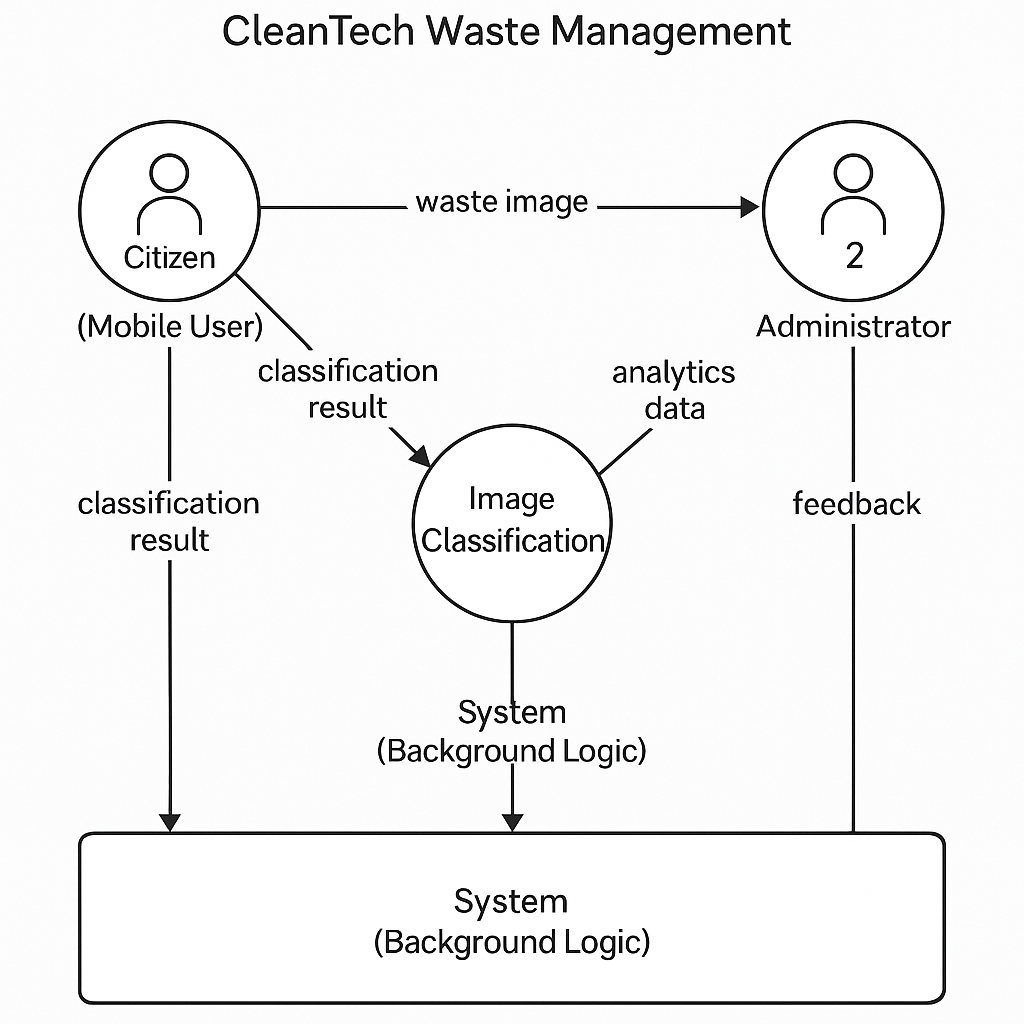 CleanTech Waste Management
Citizen
(Mobile User)
waste image
2
Administrator
classification
result
analytics
data
classification
result
Image
Classification
feedback
System
(Background Logic)
System
(Background Logic)